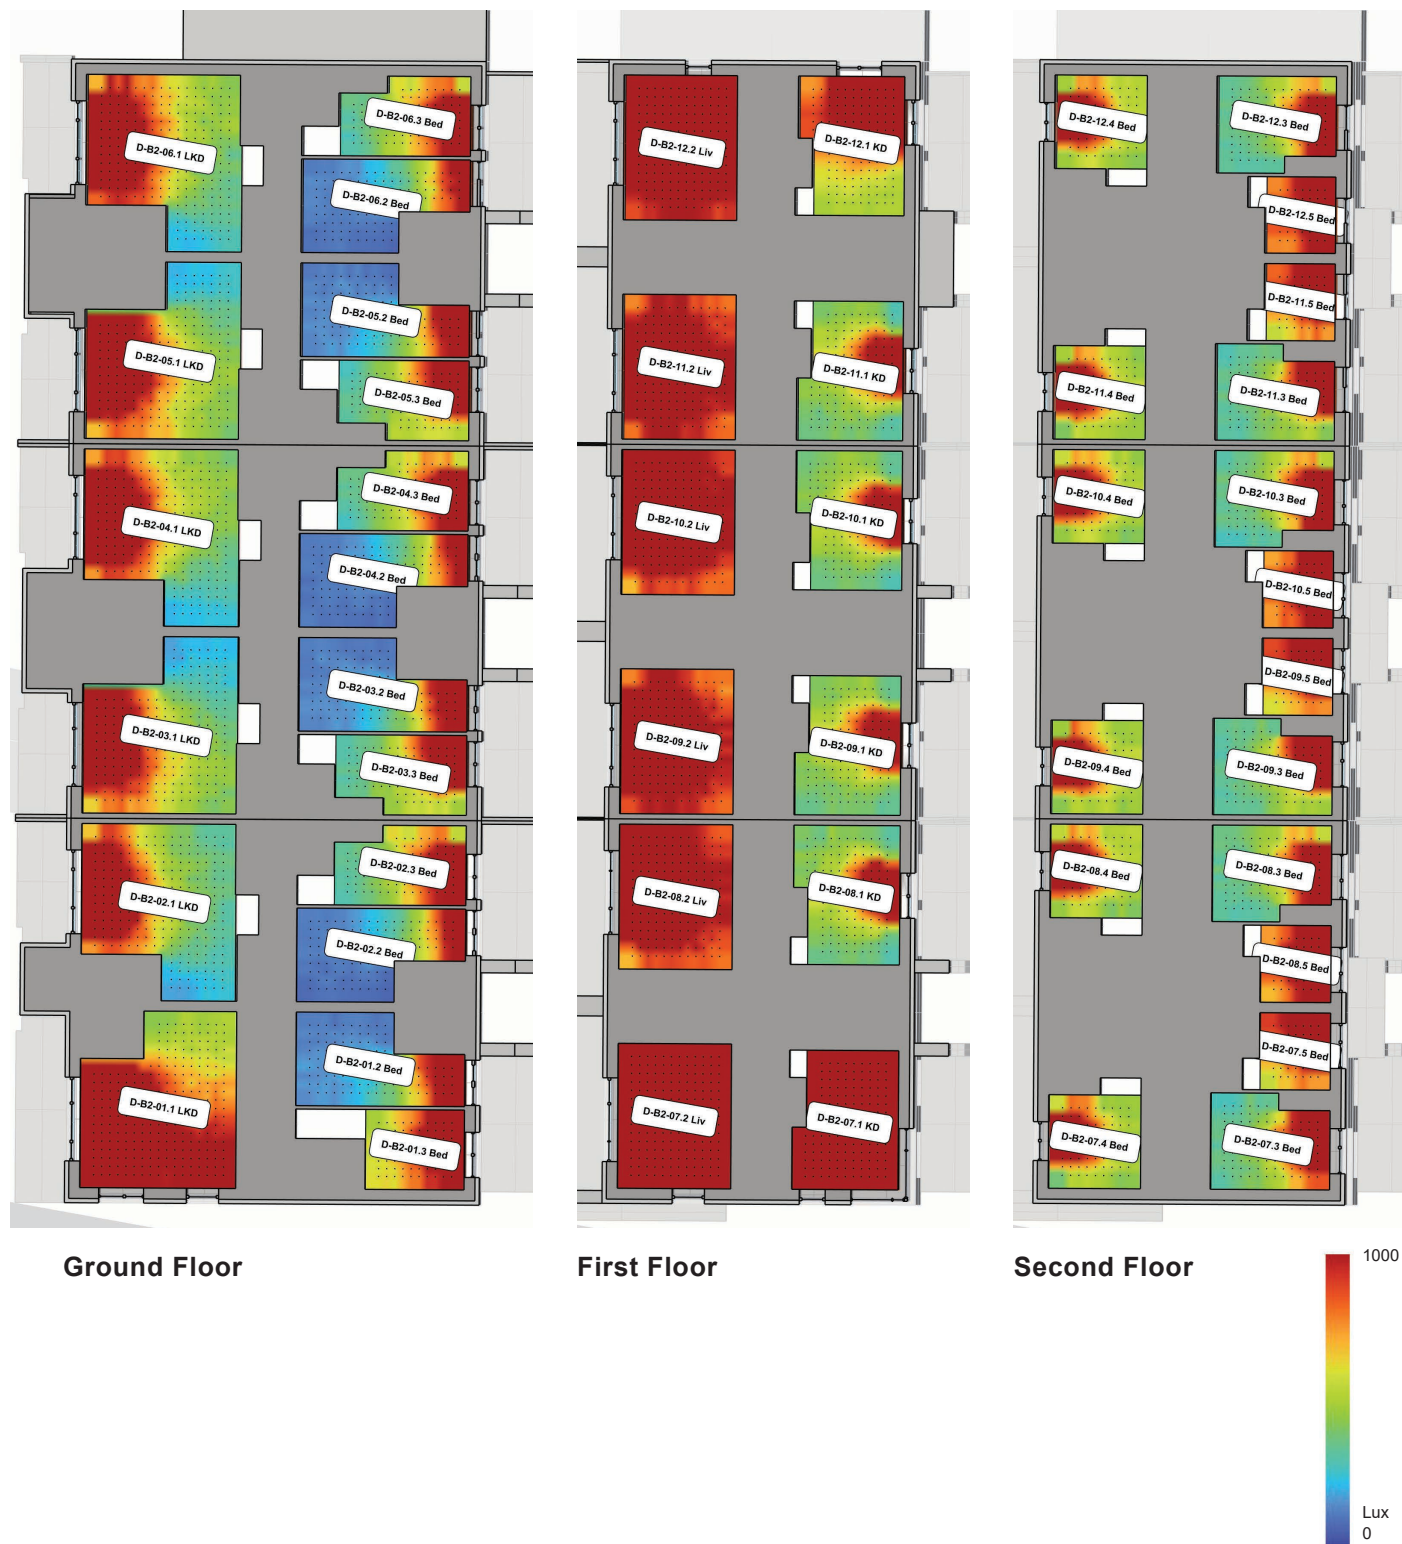 D-B2-06.1 LKD
D-B2-06.3 Bed
D-B2-06.2 Bed
D-B2-05.2 Bed
D-B2-05.1 LKD
D-B2-05.3 Bed
D-B2-04.3 Bed
D-B2-04.1 LKD
D-B2-04.2 Bed
D-B2-03.2 Bed
D-B2-03.1 LKD
D-B2-03.3 Bed
D-B2-02.3 Bed
D-B2-02.1 LKD
D-B2-02.2 Bed
D-B2-01.2 Bed
D-B2-01.1 LKD
D-B2-01.3 Bed
Ground Floor
D-B2-12.2 Liv
D-B2-12.1 KD
D-B2-11.2 Liv
D-B2-11.1 KD
D-B2-10.2 Liv
D-B2-10.1 KD
D-B2-09.2 Liv
D-B2-09.1 KD
D-B2-08.2 Liv
D-B2-08.1 KD
D-B2-07.2 Liv
D-B2-07.1 KD
First Floor
D-B2-12.4 Bed
D-B2-12.3 Bed
D-B2-12.5 Bed
D-B2-11.5 Bed
D-B2-11.4 Bed
D-B2-11.3 Bed
D-B2-10.4 Bed
D-B2-10.3 Bed
D-B2-10.5 Bed
D-B2-09.5 Bed
D-B2-09.4 Bed
D-B2-09.3 Bed
D-B2-08.4 Bed
D-B2-08.3 Bed
D-B2-08.5 Bed
D-B2-07.5 Bed
D-B2-07.4 Bed
D-B2-07.3 Bed
Second Floor
1000
Lux
0